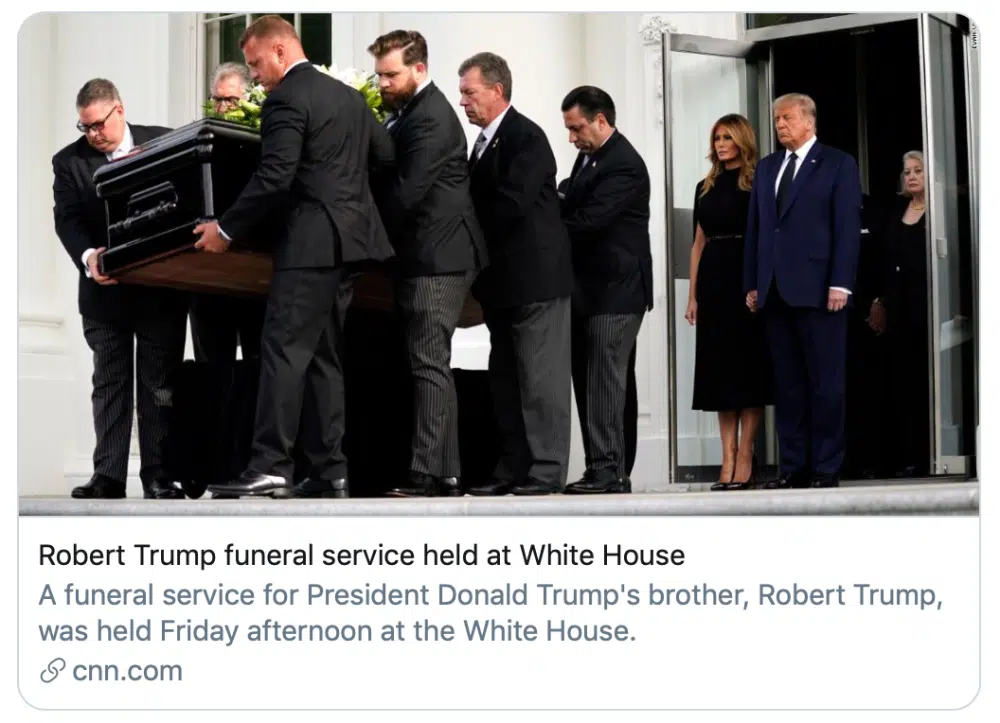 Robert Trump funeral service held at White House
A funeral service for President Donald Trump's brother, Robert Trump,
was held Friday afternoon at the White House.
cnn.com